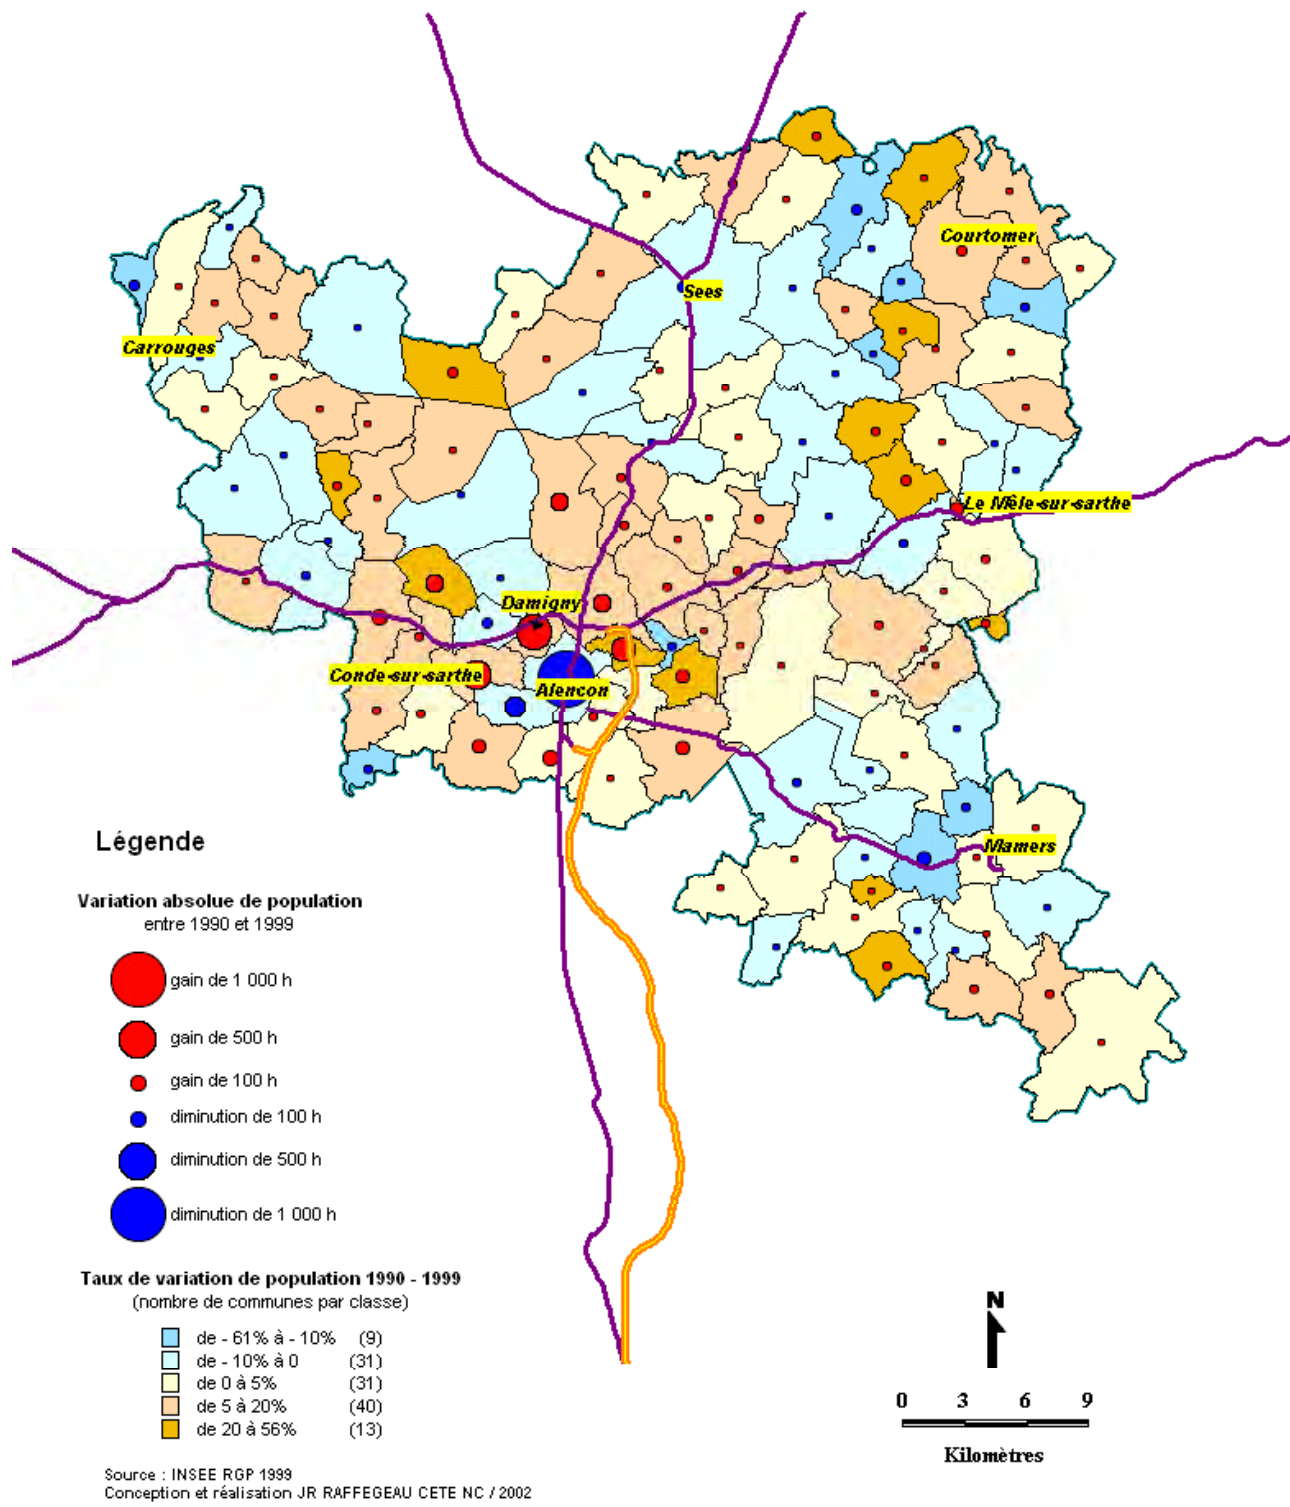 Courtomer
Sees
Carrouges
Le Mêle-sur-sarthe
Damigny
Conde-sur-sarthe
Alencon
Mamers
Légende
Variation absolue de population
entre 1990 et 1999
gain de 1 000 h
gain de 500 h
gain de 100 h
diminution de 100 h
diminution de 500 h
diminution de 1 000 h
Taux de variation de population 1990 - 1999
(nombre de communes par classe)
de - 61% à - 10% (9)
de - 10% à 0 (31)
de 0 à 5% (31)
de 5 à 20% (40)
de 20 à 56% (13)
N
0 3 6 9
Kilomètres
Source : INSEE RGP 1999
Conception et réalisation JR RAFFEGEAU CETE NC / 2002